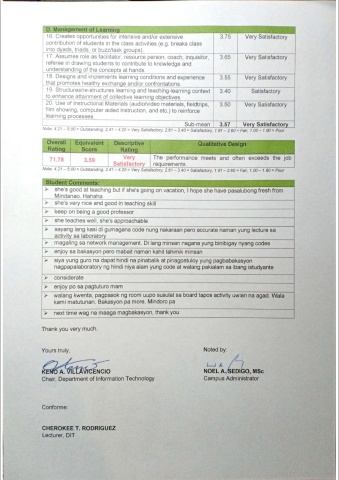 D. Management of Learning
16. Creates opportunities for intensive and/or extensive
contribution of students in the class activities (e.g. breaks class
into dyads, triads, or buzz/task groups). 3.75 Very Satisfactory
17. Assumes role as facilitator, resource person, coach, inquisitor,
referee in drawing students to contribute to knowledge and
understanding of the concepts at hands. 3.65 Very Satisfactory
18. Designs and implements learning conditions and experience
that promotes healthy exchange and/or confrontations. 3.55 Very Satisfactory
19. Structures/re-structures learning and teaching-learning context
to enhance attainment of collective learning objectives. 3.40 Satisfactory
20. Use of Instructional Materials (audio/video materials, fieldtrips,
film showing, computer aided instruction, and etc.) to reinforce
learning processes. 3.50 Very Satisfactory
Sub-mean 3.57 Very Satisfactory
Note: 4.21 – 5.00 = Outstanding; 3.41 – 4.20 = Very Satisfactory; 2.61 – 3.40 = Satisfactory; 1.81 – 2.60 = Fair; 1.00 – 1.80 = Poor
Overall Rating Equivalent Score Descriptive Rating Qualitative Design
71.78 3.59 Very Satisfactory The performance meets and often exceeds the job
requirements.
Note: 4.21 – 5.00 = Outstanding; 3.41 – 4.20 = Very Satisfactory; 2.61 – 3.40 = Satisfactory; 1.81 – 2.60 = Fair; 1.00 – 1.80 = Poor
Student Comments:
she's good at teaching but if she's going on vacation, I hope she have pasalubong fresh from
Mindanao. Hahaha
she's very nice and good in teaching skill
keep on being a good professor
she teaches well, she's approachable
sayang lang kasi di gumagana code nung nakaraan pero accurate naman yung lecture sa
activity sa laboratory
magaling sa network management. Di lang minsan nagana yung binibigay nyang codes
enjoy sa bakasyon pero mabait naman kahit tahimik minsan
siya yung guro na dapat hindi na pinabalik at pinagpatuloy yung pagbabakasyon
nagpapalaboratory ng hindi niya alam yung code at walang pakialam sa ibang istudyante
considerate
enjoy po sa pagtuturo mam
walang kwenta, pagpasok ng room uupo susulat sa board tapos activity uwian na agad. Wala
kami matutunan. Bakasyon pa more, Mindoro pa
next time wag na maaga magbakasyon, thank you
Thank you very much.
Yours truly,
Noted by:
KENO A. VILLAVICENCIO
NOEL A. SEDIGO, MSc
Chair, Department of Information Technology
Campus Administrator
Conforme:
CHEROKEE T. RODRIGUEZ
Lecturer, DIT